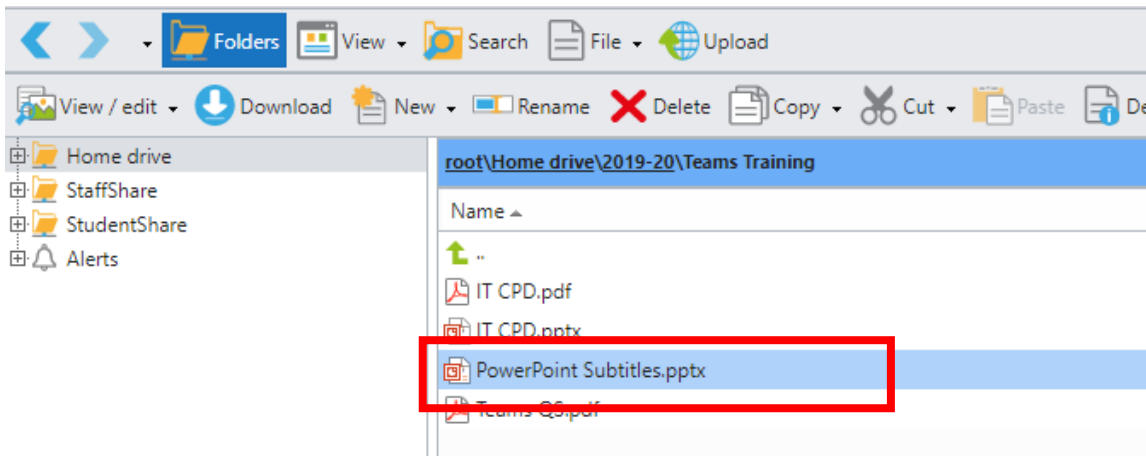 Folders View Search File Upload
View / edit Download New Rename Delete Copy Cut Paste De
Home drive
StaffShare
StudentShare
Alerts
root\Home drive\2019-20\Teams Training
Name
..
IT CPD.pdf
IT CPD.pptx
PowerPoint Subtitles.pptx
Teams QS.pdf